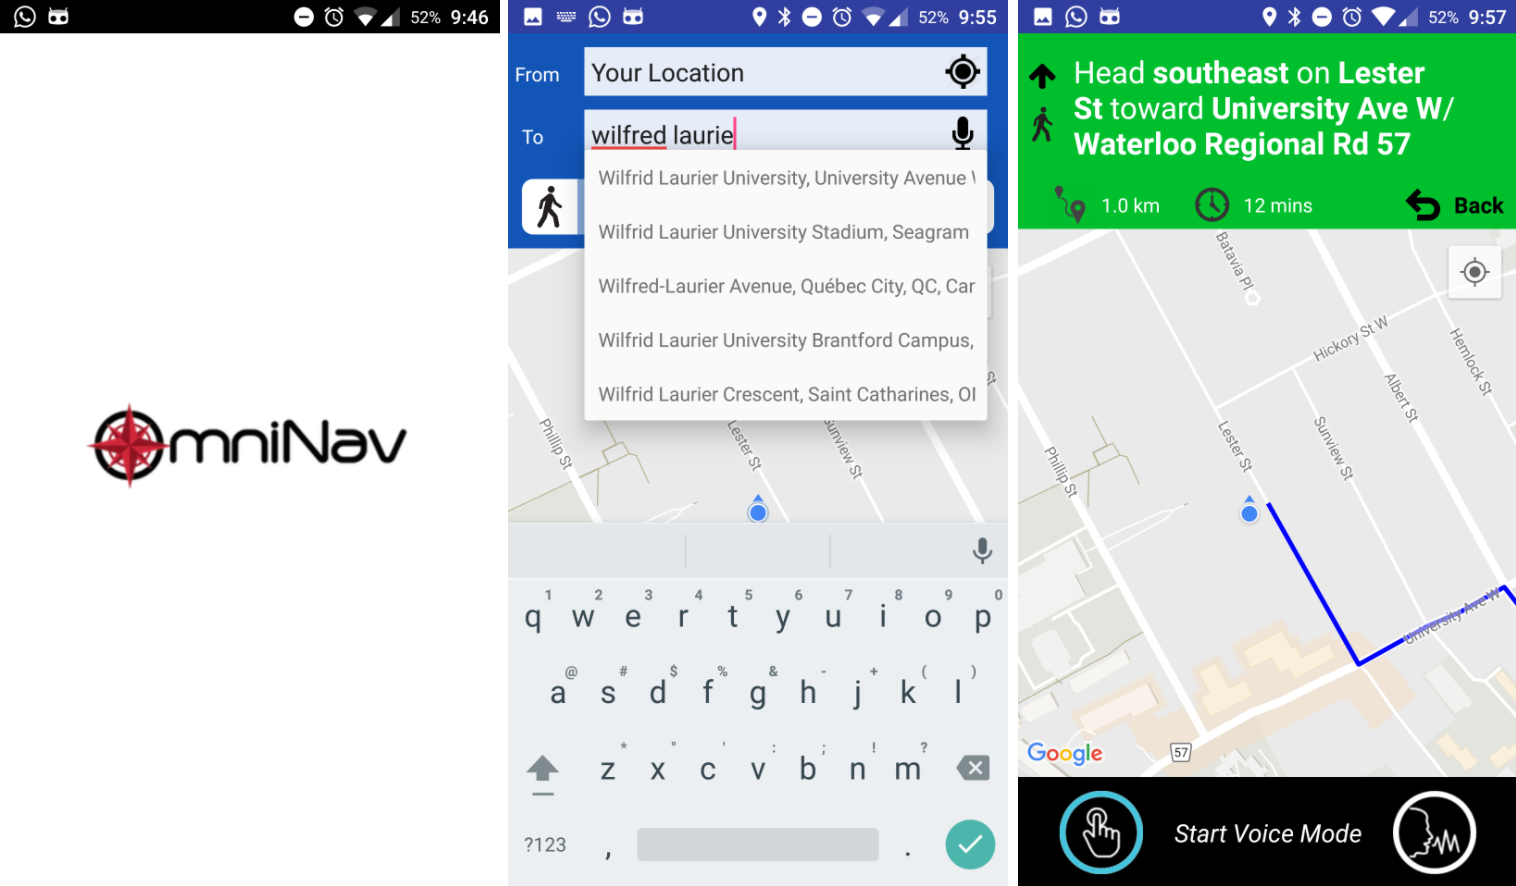 52% 9:46
OmniNav
52% 9:55
From
Your Location
To
wilfred laurie
Wilfrid Laurier University, University Avenue
Wilfrid Laurier University Stadium, Seagram
Wilfred-Laurier Avenue, Québec City, QC, Can
Wilfrid Laurier University Brantford Campus,
Wilfrid Laurier Crescent, Saint Catharines,
Phillip St
Lester St
Sunview St
St
1 2 3 4 5 6 7 8 9 0
q w e r t y u i o p
@ # $ % & - + ( )
a s d f g h j k l
* " ' : ; ! ?
z x c v b n m
?123 , .
52% 9:57
Head southeast on Lester
St toward University Ave W/
Waterloo Regional Rd 57
1.0 km 12 mins Back
Batavia Pl
Hickory St W
Hemlock St
Albert St
Lester St
Sunview St
Phillip St
University Ave W
Google
57
Start Voice Mode